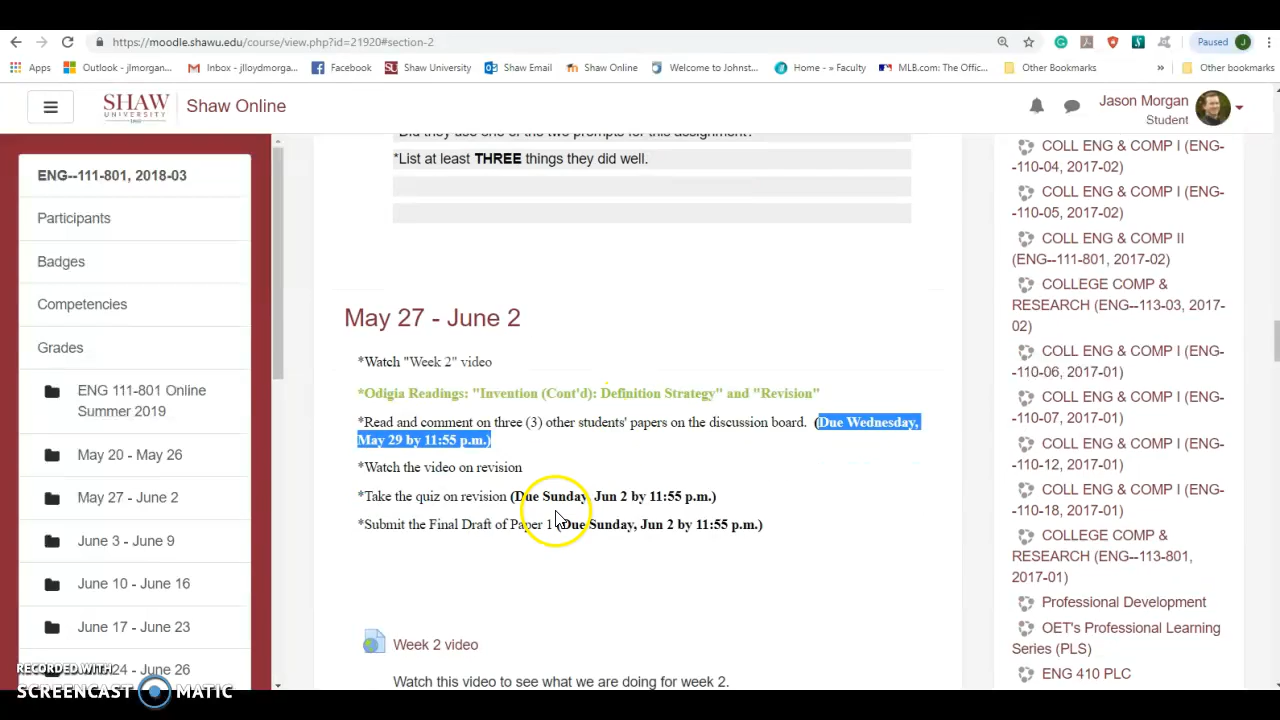 https://moodle.shawu.edu/course/view.php?id=21920#section-2
Paused J
Apps Outlook - jlmorgan... Inbox - jlloydmorga... Facebook Shaw University Shaw Email Shaw Online Welcome to Johnst... Home - » Faculty MLB.com: The Offic... Other Bookmarks » Other bookmarks
SHAW
UNIVERSITY
Shaw Online
Jason Morgan
Student
ENG--111-801, 2018-03
Participants
Badges
Competencies
Grades
ENG 111-801 Online
Summer 2019
May 20 - May 26
May 27 - June 2
June 3 - June 9
June 10 - June 16
June 17 - June 23
24 - June 26
Did they use one of the two prompts for this assignment?
*List at least THREE things they did well.
May 27 - June 2
*Watch "Week 2" video
*Odigia Readings: "Invention (Cont'd): Definition Strategy" and "Revision"
*Read and comment on three (3) other students' papers on the discussion board. (Due Wednesday,
May 29 by 11:55 p.m.)
*Watch the video on revision
*Take the quiz on revision (Due Sunday, Jun 2 by 11:55 p.m.)
*Submit the Final Draft of Paper 1 (Due Sunday, Jun 2 by 11:55 p.m.)
Week 2 video
Watch this video to see what we are doing for week 2.
COLL ENG & COMP I (ENG-
-110-04, 2017-02)
COLL ENG & COMP I (ENG-
-110-05, 2017-02)
COLL ENG & COMP II
(ENG--111-801, 2017-02)
COLLEGE COMP &
RESEARCH (ENG--113-03, 2017-
02)
COLL ENG & COMP I (ENG-
-110-06, 2017-01)
COLL ENG & COMP I (ENG-
-110-07, 2017-01)
COLL ENG & COMP I (ENG-
-110-12, 2017-01)
COLL ENG & COMP I (ENG-
-110-18, 2017-01)
COLLEGE COMP &
RESEARCH (ENG--113-801,
2017-01)
Professional Development
OET's Professional Learning
Series (PLS)
ENG 410 PLC
RECORDED WITH
SCREENCAST MATIC